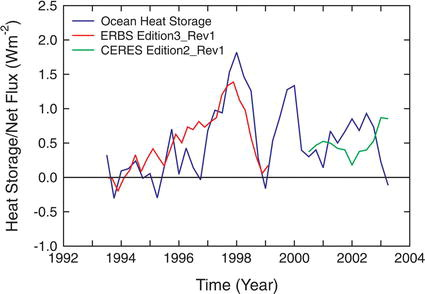 Ocean Heat Storage
ERBS Edition3_Rev1
CERES Edition2_Rev1
Heat Storage/Net Flux (Wm-2)
2.5
2.0
1.5
1.0
0.5
0.0
-0.5
-1.0
1992 1994 1996 1998 2000 2002 2004
Time (Year)